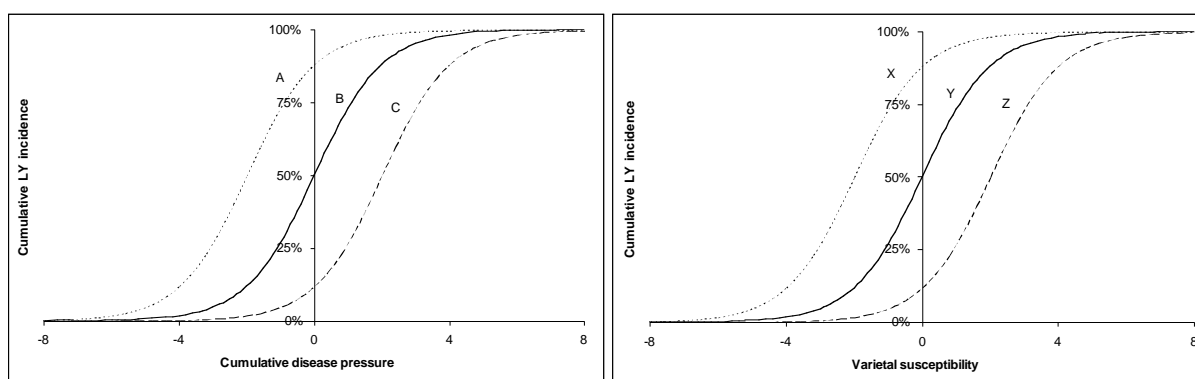 Cumulative LY incidence
100%
75%
50%
25%
0%
A
B
C
-8
-4
0
4
8
Cumulative disease pressure
Cumulative LY incidence
100%
75%
50%
25%
0%
X
Y
Z
-8
-4
0
4
8
Varietal susceptibility